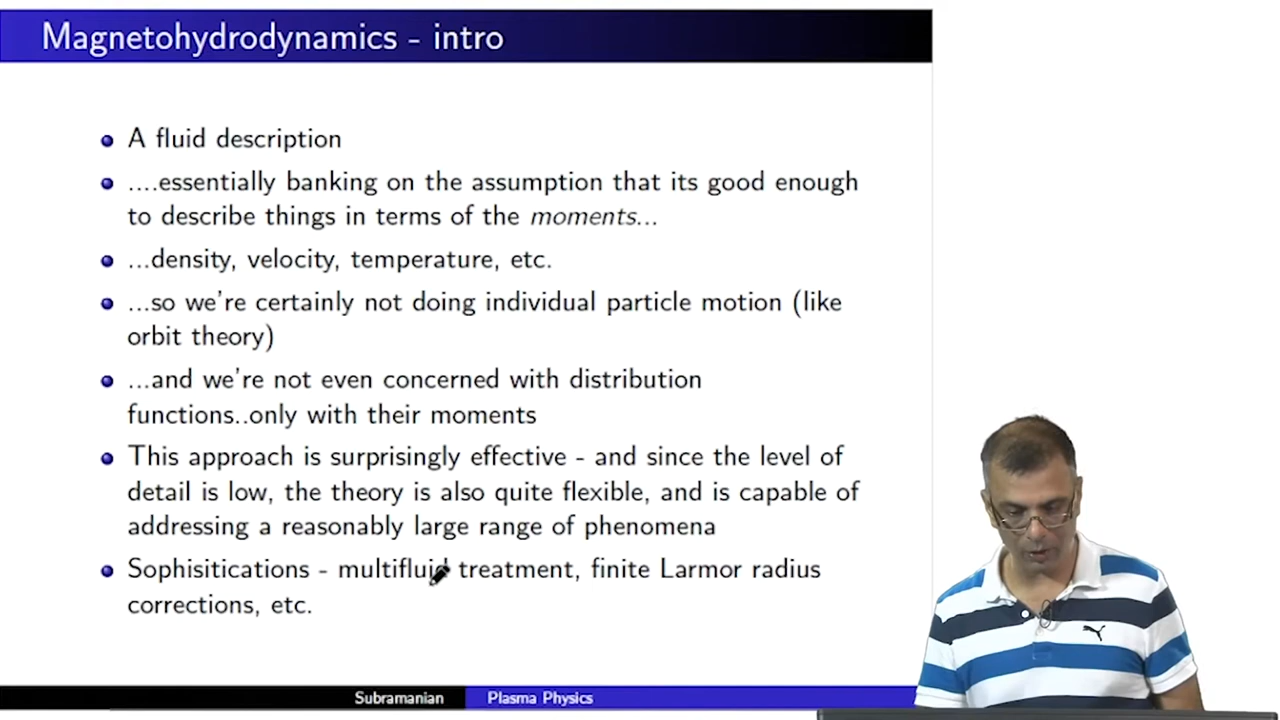 Magnetohydrodynamics - intro
A fluid description
....essentially banking on the assumption that its good enough
to describe things in terms of the moments...
...density, velocity, temperature, etc.
...so we're certainly not doing individual particle motion (like
orbit theory)
...and we're not even concerned with distribution
functions..only with their moments
This approach is surprisingly effective - and since the level of
detail is low, the theory is also quite flexible, and is capable of
addressing a reasonably large range of phenomena
Sophisitications - multifluid treatment, finite Larmor radius
corrections, etc.
Subramanian
Plasma Physics